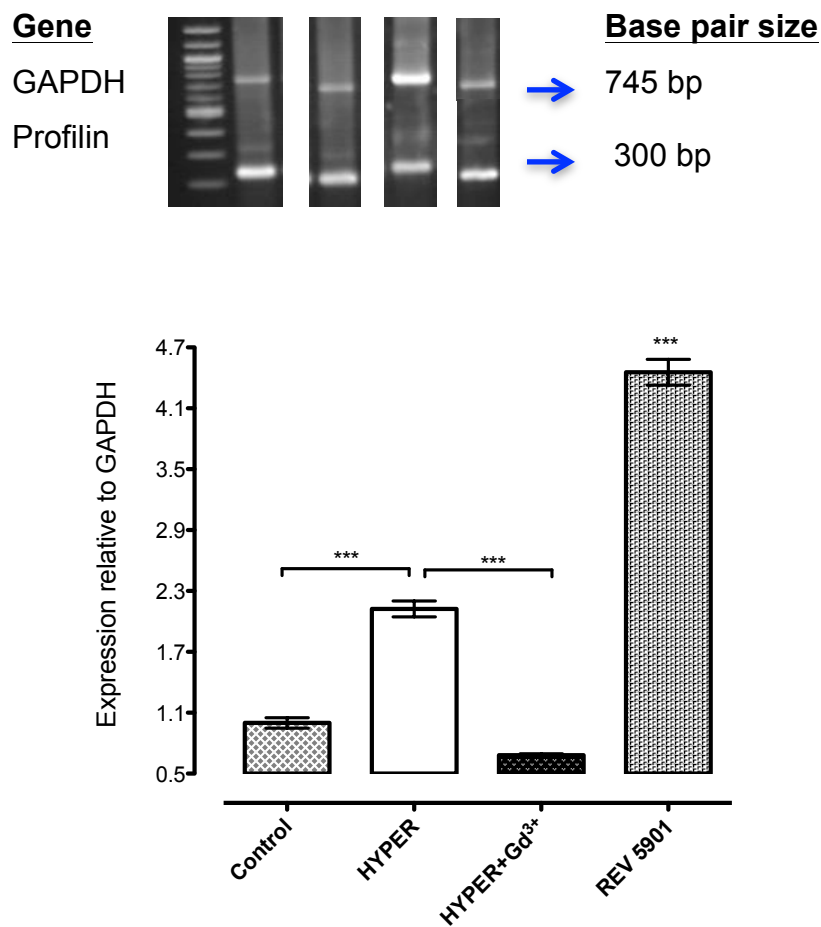 Gene Base pair size
GAPDH 745 bp
Profilin 300 bp
Expression relative to GAPDH
4.7
4.1
3.5
2.9
2.3
1.7
1.1
0.5
***
***
***
Control
HYPER
HYPER+Gd³⁺
REV 5901